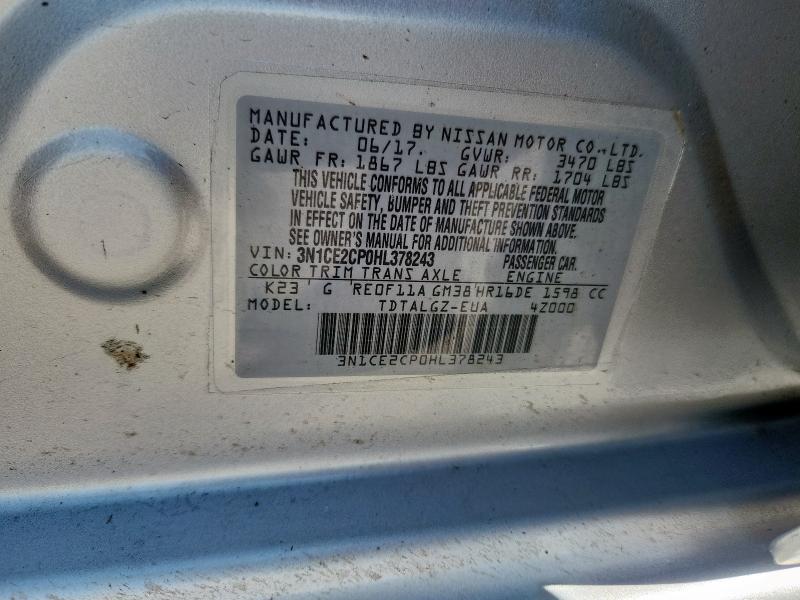 MANUFACTURED BY NISSAN MOTOR CO.,LTD.
DATE: 06/17. GVWR: 3470 LBS
GAWR FR: 1867 LBS GAWR RR: 1704 LBS
THIS VEHICLE CONFORMS TO ALL APPLICABLE FEDERAL MOTOR
VEHICLE SAFETY, BUMPER AND THEFT PREVENTION STANDARDS
IN EFFECT ON THE DATE OF MANUFACTURE SHOWN ABOVE.
SEE OWNER'S MANUAL FOR ADDITIONAL INFORMATION.
VIN: 3N1CE2CP0HL378243 PASSENGER CAR.
COLOR TRIM TRANS AXLE ENGINE
K23 G RE0F11A GM38 HR16DE 1598 CC
MODEL: TDTALGZ-EUA 4Z000
3N1CE2CP0HL378243